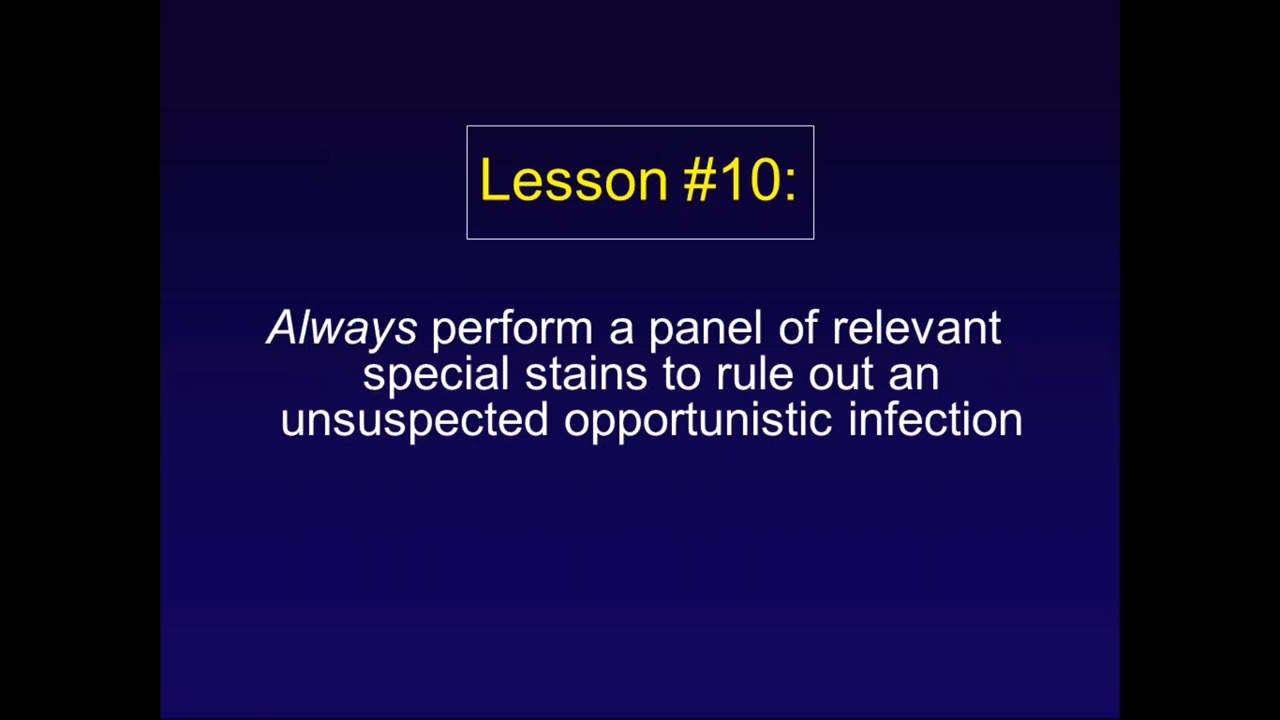 Lesson #10:
Always perform a panel of relevant
special stains to rule out an
unsuspected opportunistic infection